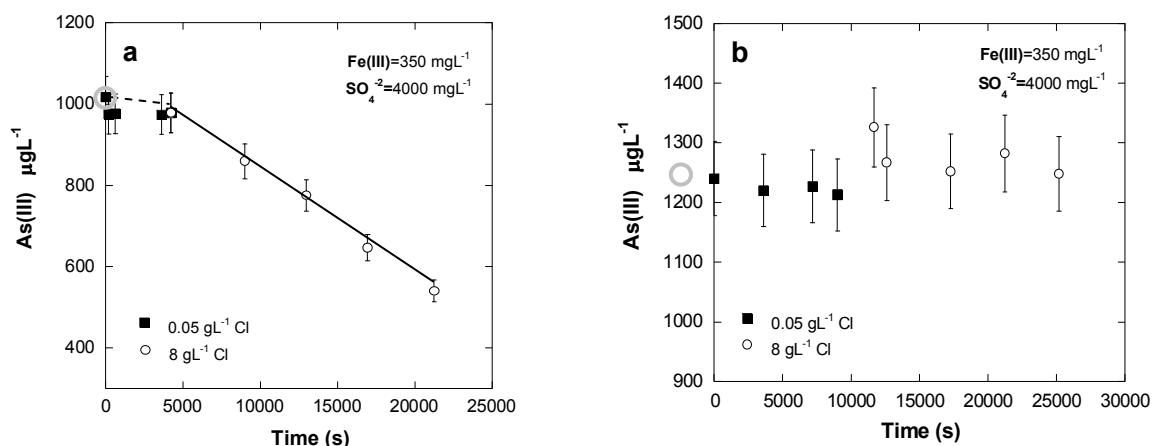 a
Fe(III)=350 mgL⁻¹
SO₄⁻²=4000 mgL⁻¹
As(III) µgL⁻¹
1200
1000
800
600
400
0.05 gL⁻¹ Cl
8 gL⁻¹ Cl
0 5000 10000 15000 20000 25000
Time (s)
b
Fe(III)=350 mgL⁻¹
SO₄⁻²=4000 mgL⁻¹
As(III) µgL⁻¹
1500
1400
1300
1200
1100
1000
900
0.05 gL⁻¹ Cl
8 gL⁻¹ Cl
0 5000 10000 15000 20000 25000 30000
Time (s)